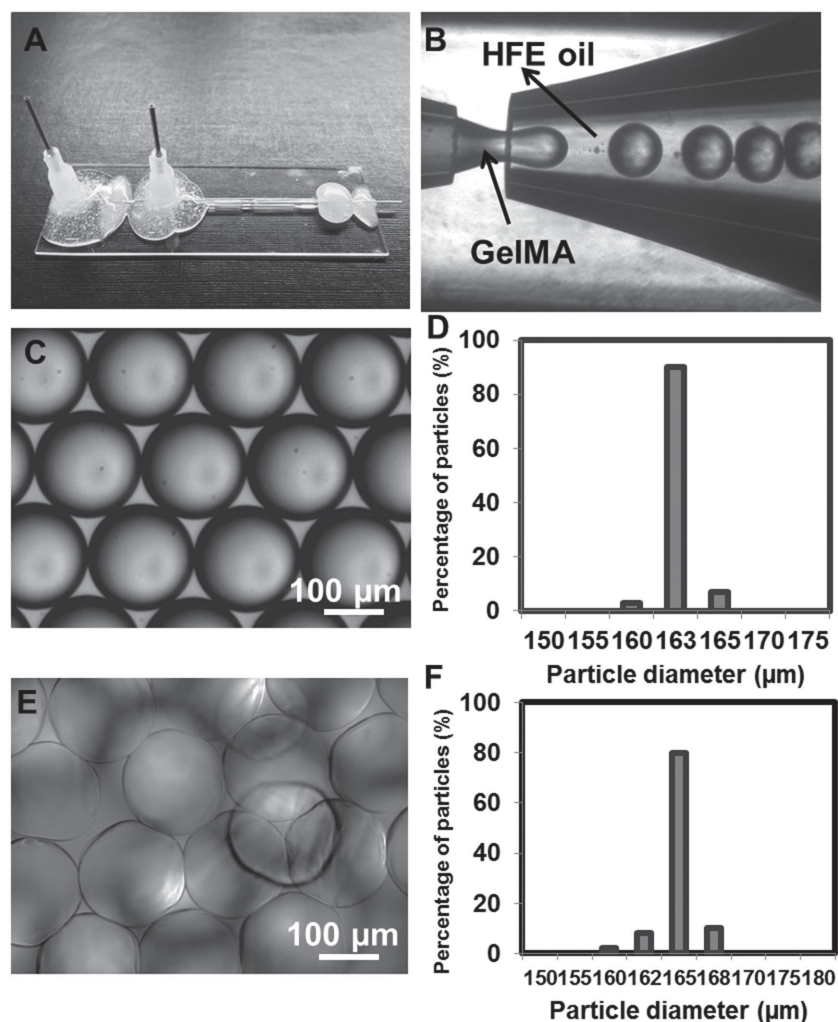 A
B
HFE oil
GelMA
C
100 µm
D
Percentage of particles (%)
100
80
60
40
20
0
150 155 160 163 165 170 175
Particle diameter (µm)
E
100 µm
F
Percentage of particles (%)
100
80
60
40
20
0
150 155 160 162 165 168 170 175 180
Particle diameter (µm)